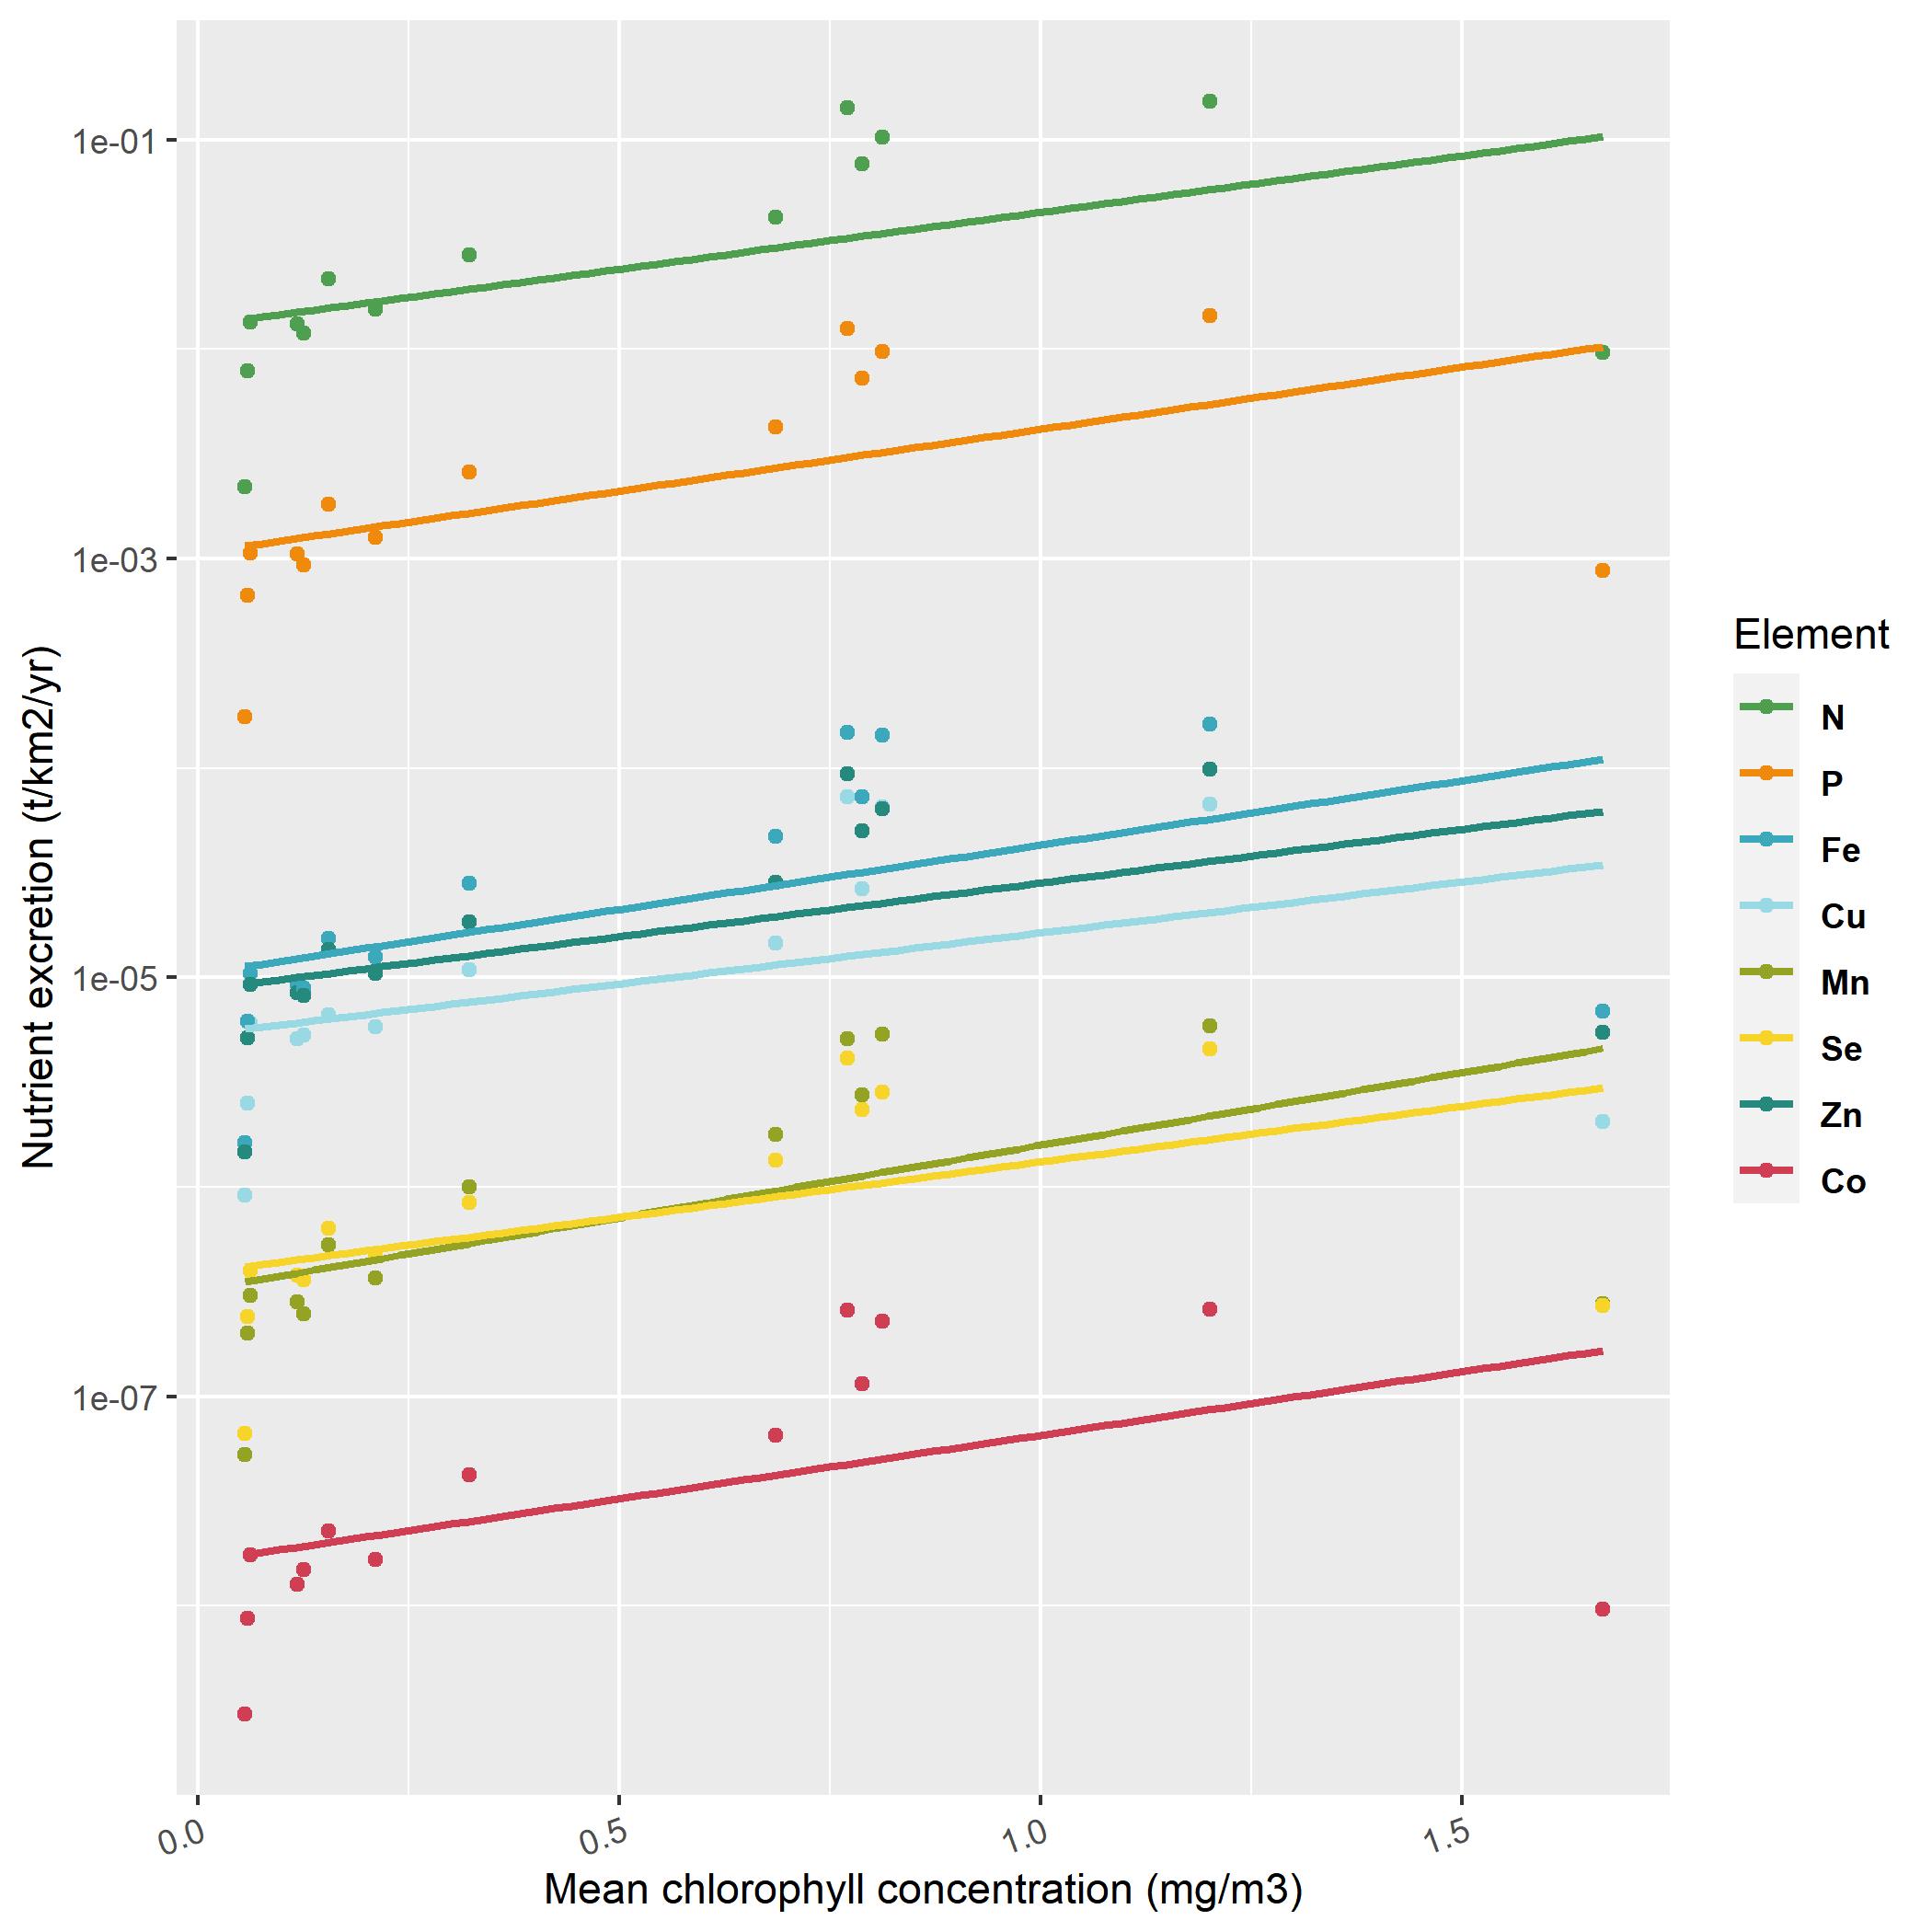 1e-01
1e-03
1e-05
1e-07
Nutrient excretion (t/km2/yr)
0.0
0.5
1.0
1.5
Mean chlorophyll concentration (mg/m3)
Element
N
P
Fe
Cu
Mn
Se
Zn
Co